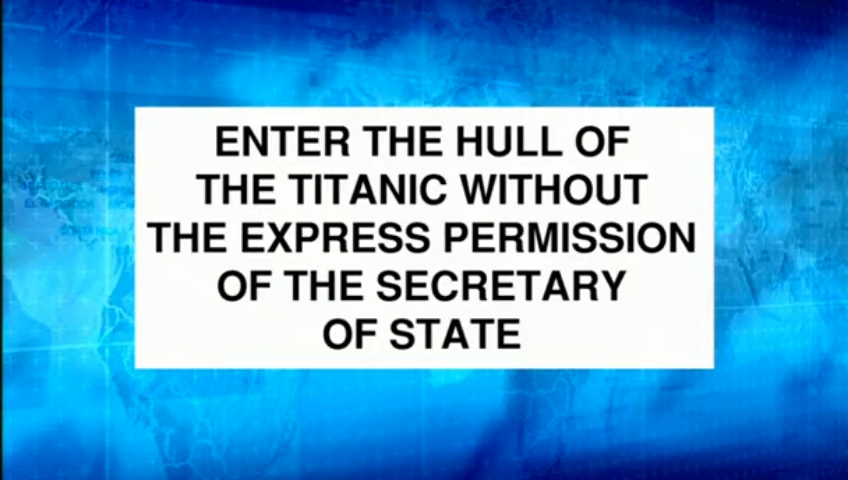 ENTER THE HULL OF
THE TITANIC WITHOUT
THE EXPRESS PERMISSION
OF THE SECRETARY
OF STATE